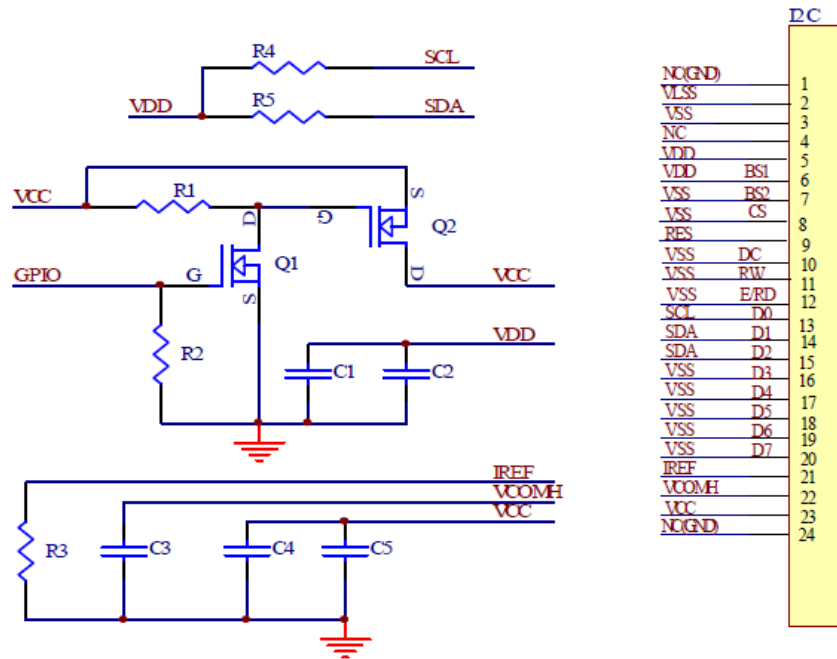 I2C
R4
SCL
VDD
R5
SDA
VCC
R1
D
G
S
Q2
D
VCC
GPIO
G
Q1
S
R2
C1
C2
VDD
IREF
VCOMH
VCC
R3
C3
C4
C5
NC(GND) 1
VLSS 2
VSS 3
NC 4
VDD 5
VDD BS1 6
VSS BS2 7
VSS CS 8
RES 9
VSS DC 10
VSS RW 11
VSS E/RD 12
SCL D0 13
SDA D1 14
SDA D2 15
VSS D3 16
VSS D4 17
VSS D5 18
VSS D6 19
VSS D7 20
IREF 21
VCOMH 22
VCC 23
NC(GND) 24